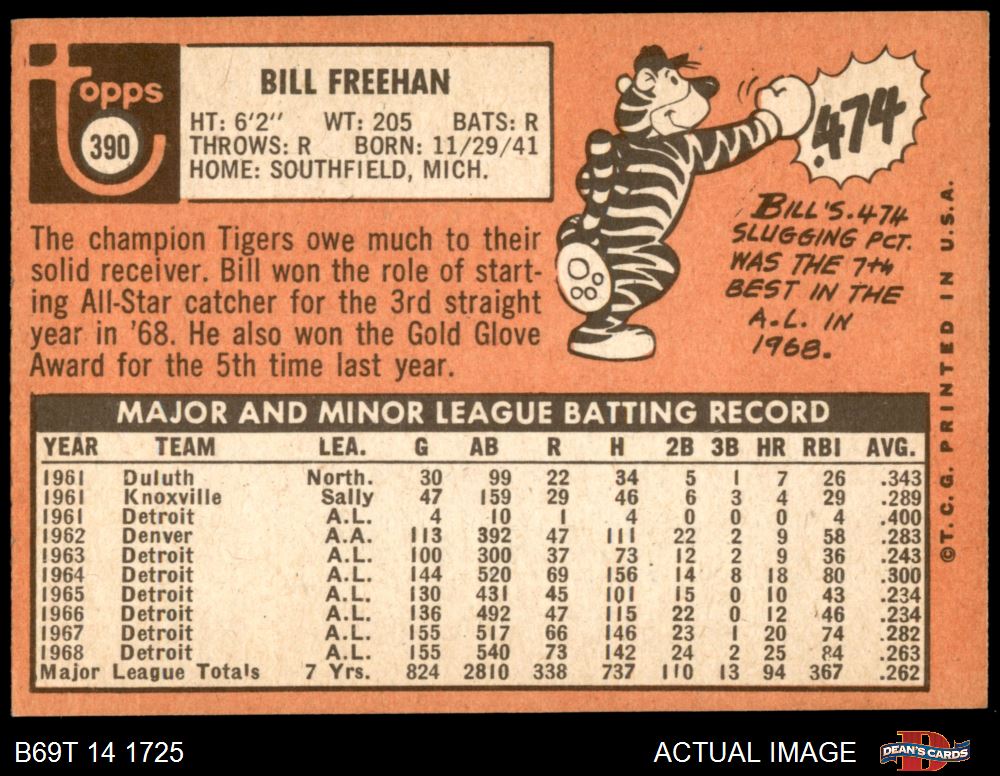 Topps
390
BILL FREEHAN
HT: 6'2" WT: 205 BATS: R
THROWS: R BORN: 11/29/41
HOME: SOUTHFIELD, MICH.
.474
BILL'S .474
SLUGGING PCT.
WAS THE 7th
BEST IN THE
A.L. IN
1968.
The champion Tigers owe much to their
solid receiver. Bill won the role of start-
ing All-Star catcher for the 3rd straight
year in '68. He also won the Gold Glove
Award for the 5th time last year.
MAJOR AND MINOR LEAGUE BATTING RECORD
YEAR TEAM LEA. G AB R H 2B 3B HR RBI AVG.
1961 Duluth North. 30 99 22 34 5 1 7 26 .343
1961 Knoxville Sally 47 159 29 46 6 3 4 29 .289
1961 Detroit A.L. 4 10 1 4 0 0 0 4 .400
1962 Denver A.A. 113 392 47 111 22 2 9 58 .283
1963 Detroit A.L. 100 300 37 73 12 2 9 36 .243
1964 Detroit A.L. 144 520 69 156 14 8 18 80 .300
1965 Detroit A.L. 130 431 45 101 15 0 10 43 .234
1966 Detroit A.L. 136 492 47 115 22 0 12 46 .234
1967 Detroit A.L. 155 517 66 146 23 1 20 74 .282
1968 Detroit A.L. 155 540 73 142 24 2 25 84 .263
Major League Totals 7 Yrs. 824 2810 338 737 110 13 94 367 .262
©T.C.G. PRINTED IN U.S.A.
B69T 14 1725
ACTUAL IMAGE
D
DEAN'S CARDS